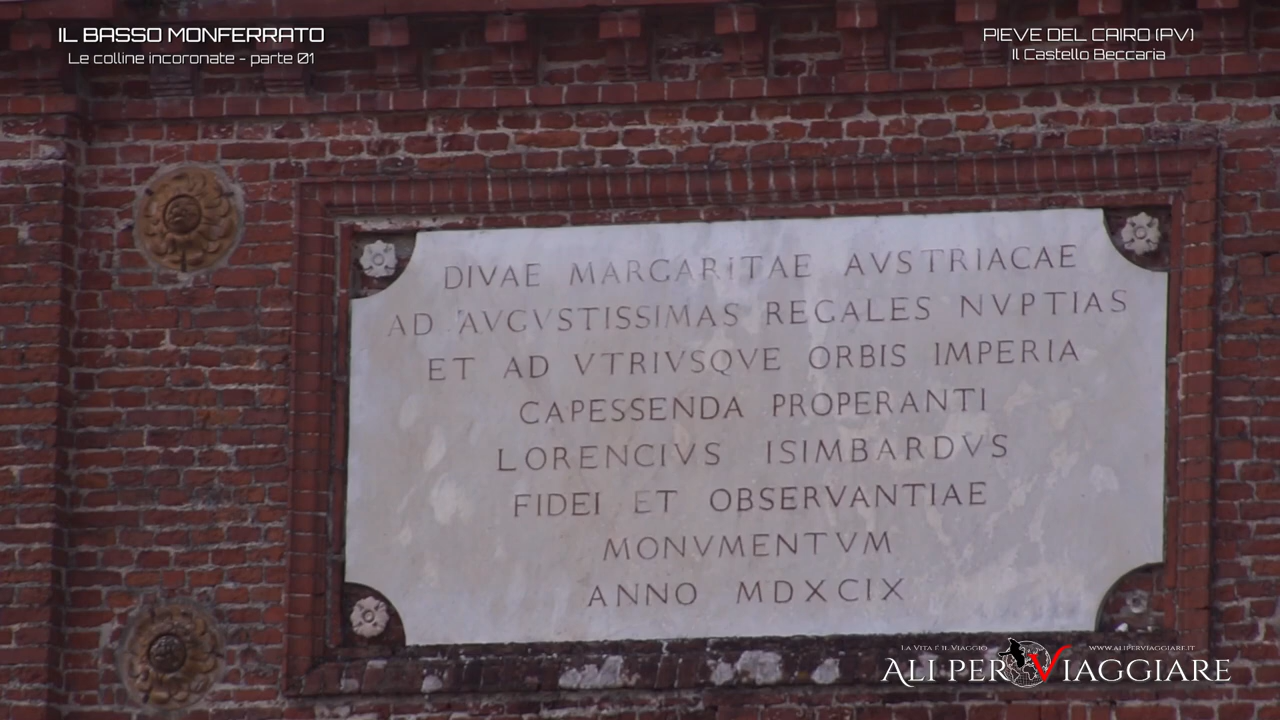 IL BASSO MONFERRATO
Le colline incoronate - parte 01
PIEVE DEL CAIRO (PV)
Il Castello Beccaria
DIVAE MARGARITAE AVSTRIACAE
AD AVGVSTISSIMAS REGALES NVPTIAS
ET AD VTRIVSQVE ORBIS IMPERIA
CAPESSENDA PROPERANTI
LORENCIVS ISIMBARDVS
FIDEI ET OBSERVANTIAE
MONVMENTVM
ANNO MDXCIX
LA VITA È IL VIAGGIO
WWW.ALIPERVIAGGIARE.IT
ALI PER VIAGGIARE